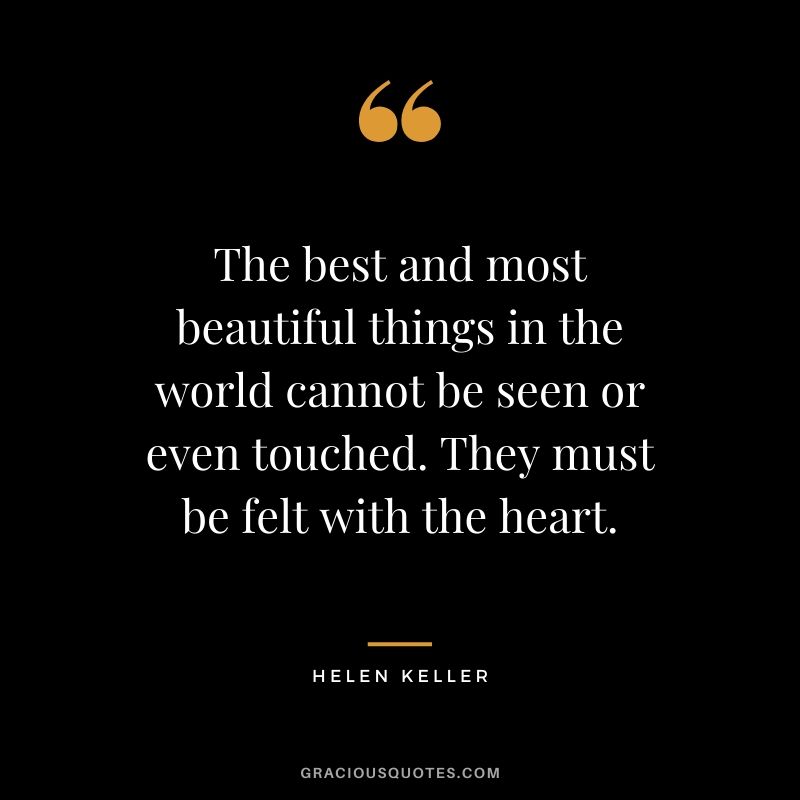 “
The best and most
beautiful things in the
world cannot be seen or
even touched. They must
be felt with the heart.
HELEN KELLER
GRACIOUSQUOTES.COM